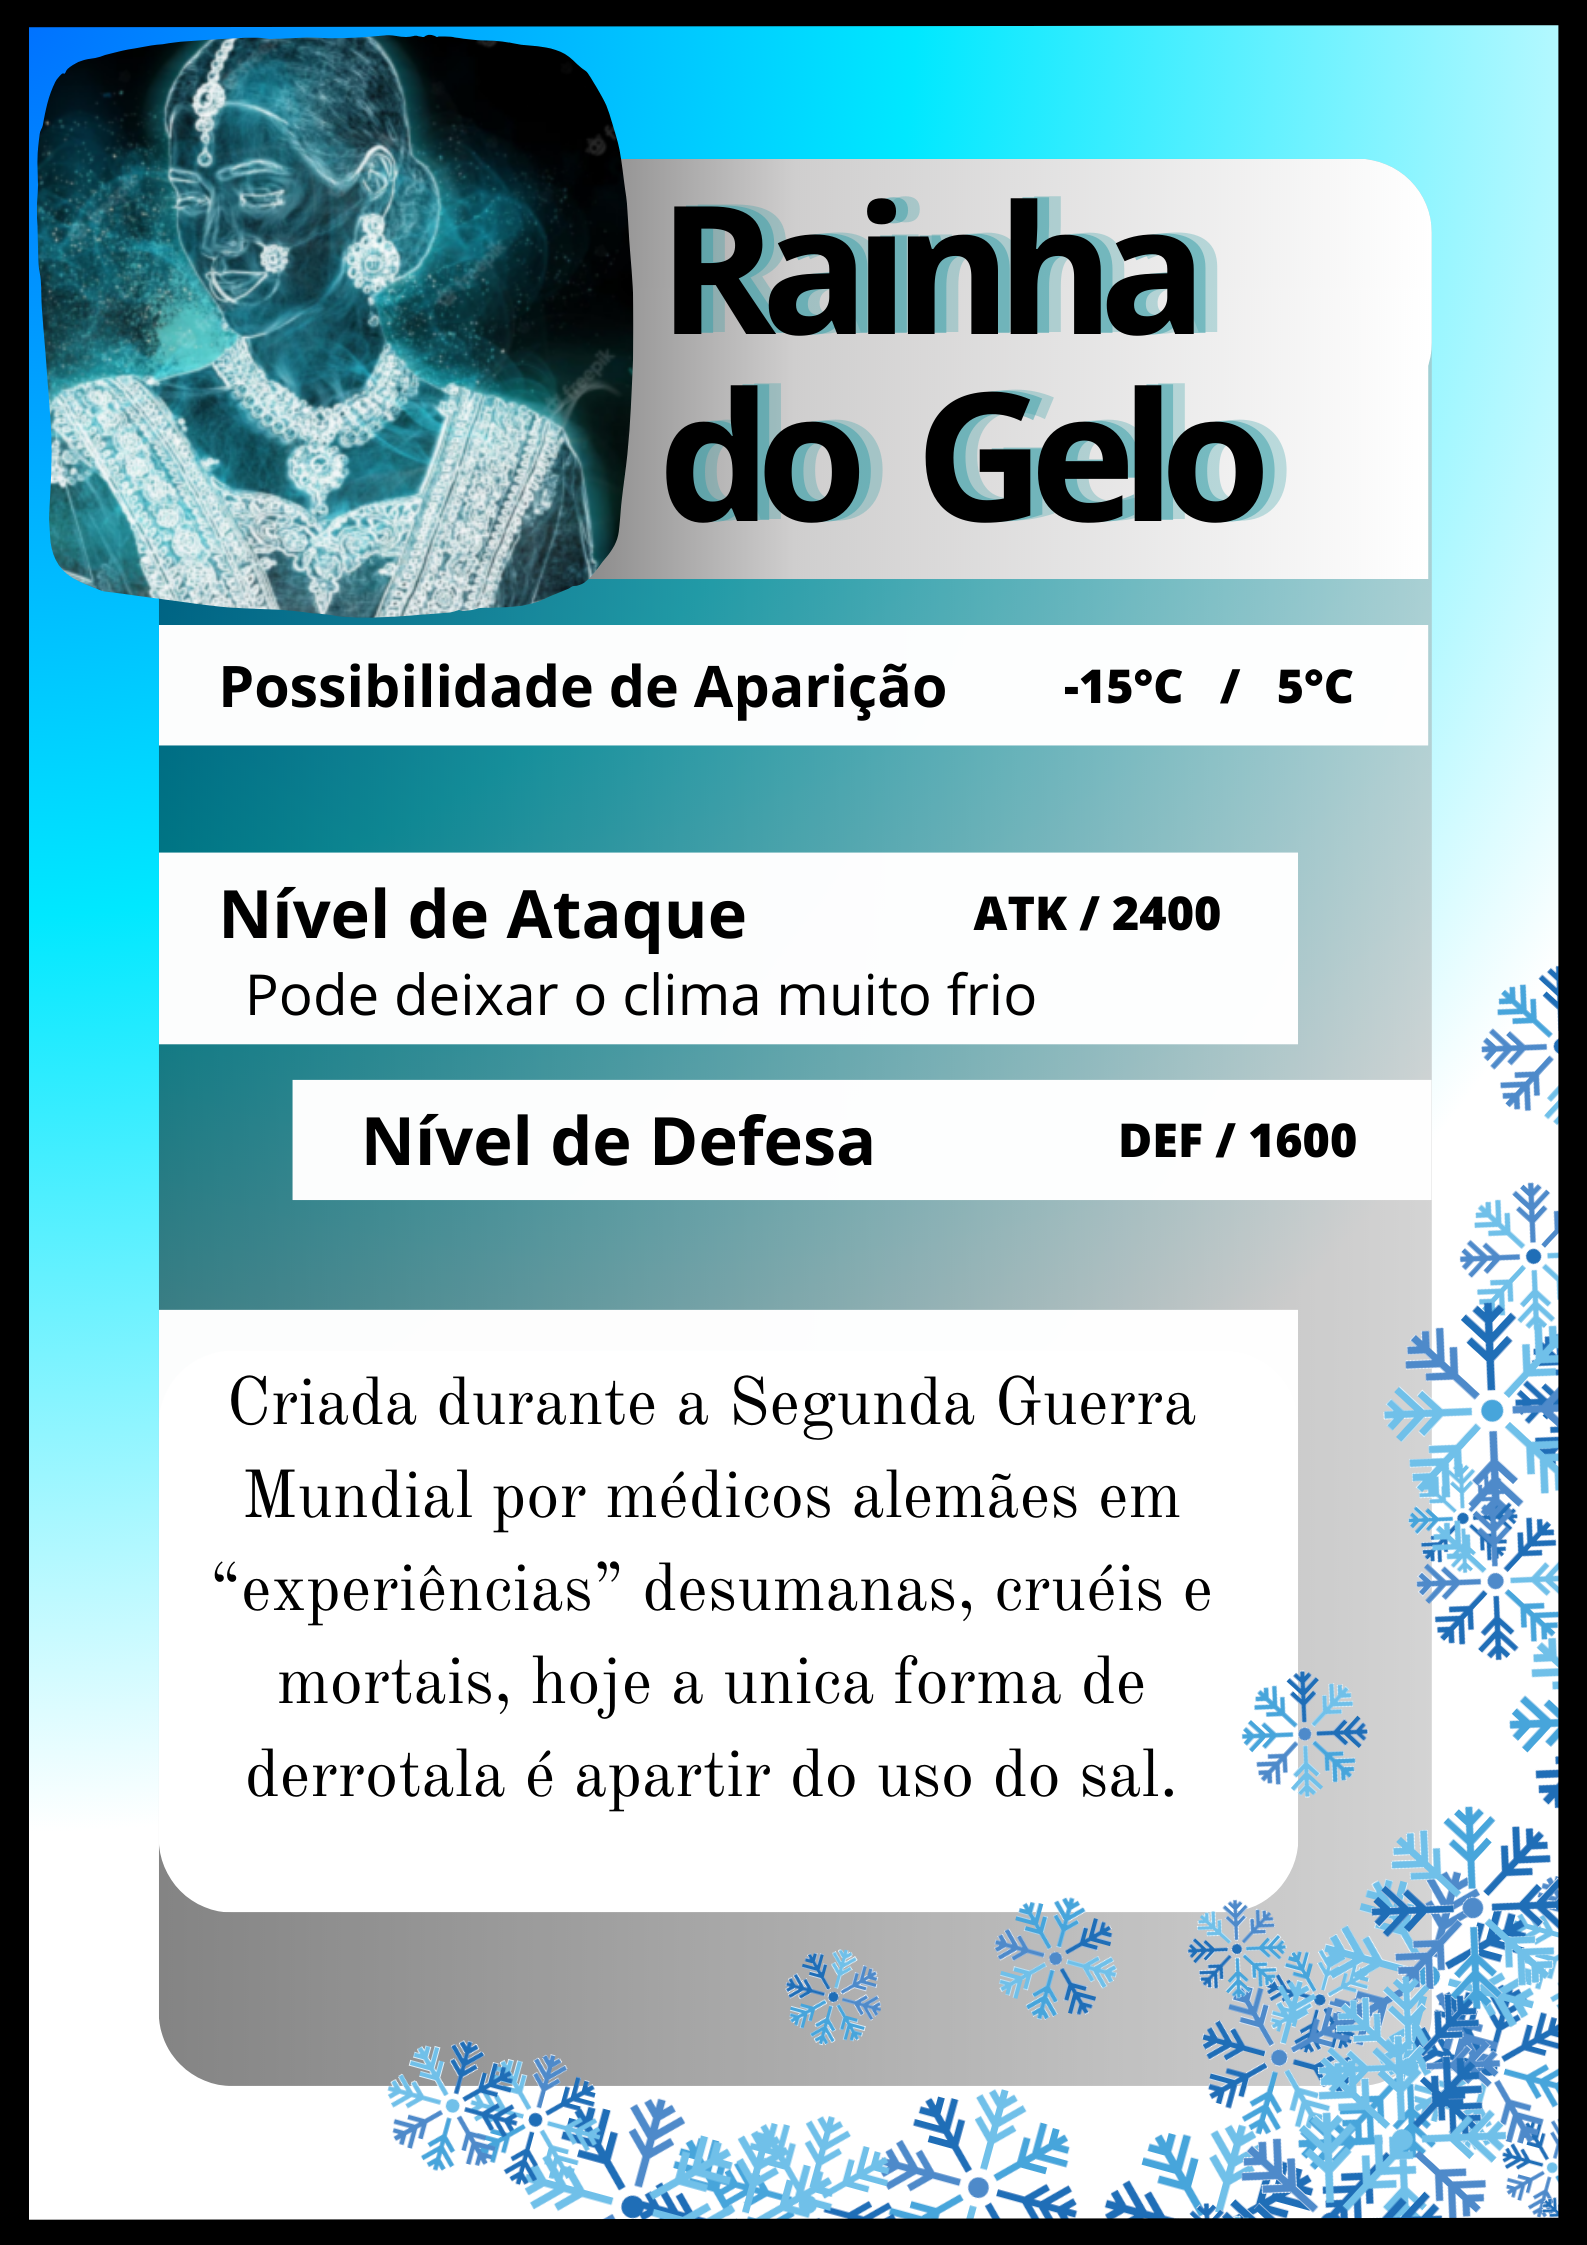 Rainha
do Gelo
Possibilidade de Aparição -15°C / 5°C
Nível de Ataque ATK / 2400
Pode deixar o clima muito frio
Nível de Defesa DEF / 1600
Criada durante a Segunda Guerra
Mundial por médicos alemães em
“experiências” desumanas, cruéis e
mortais, hoje a unica forma de
derrotala é apartir do uso do sal.